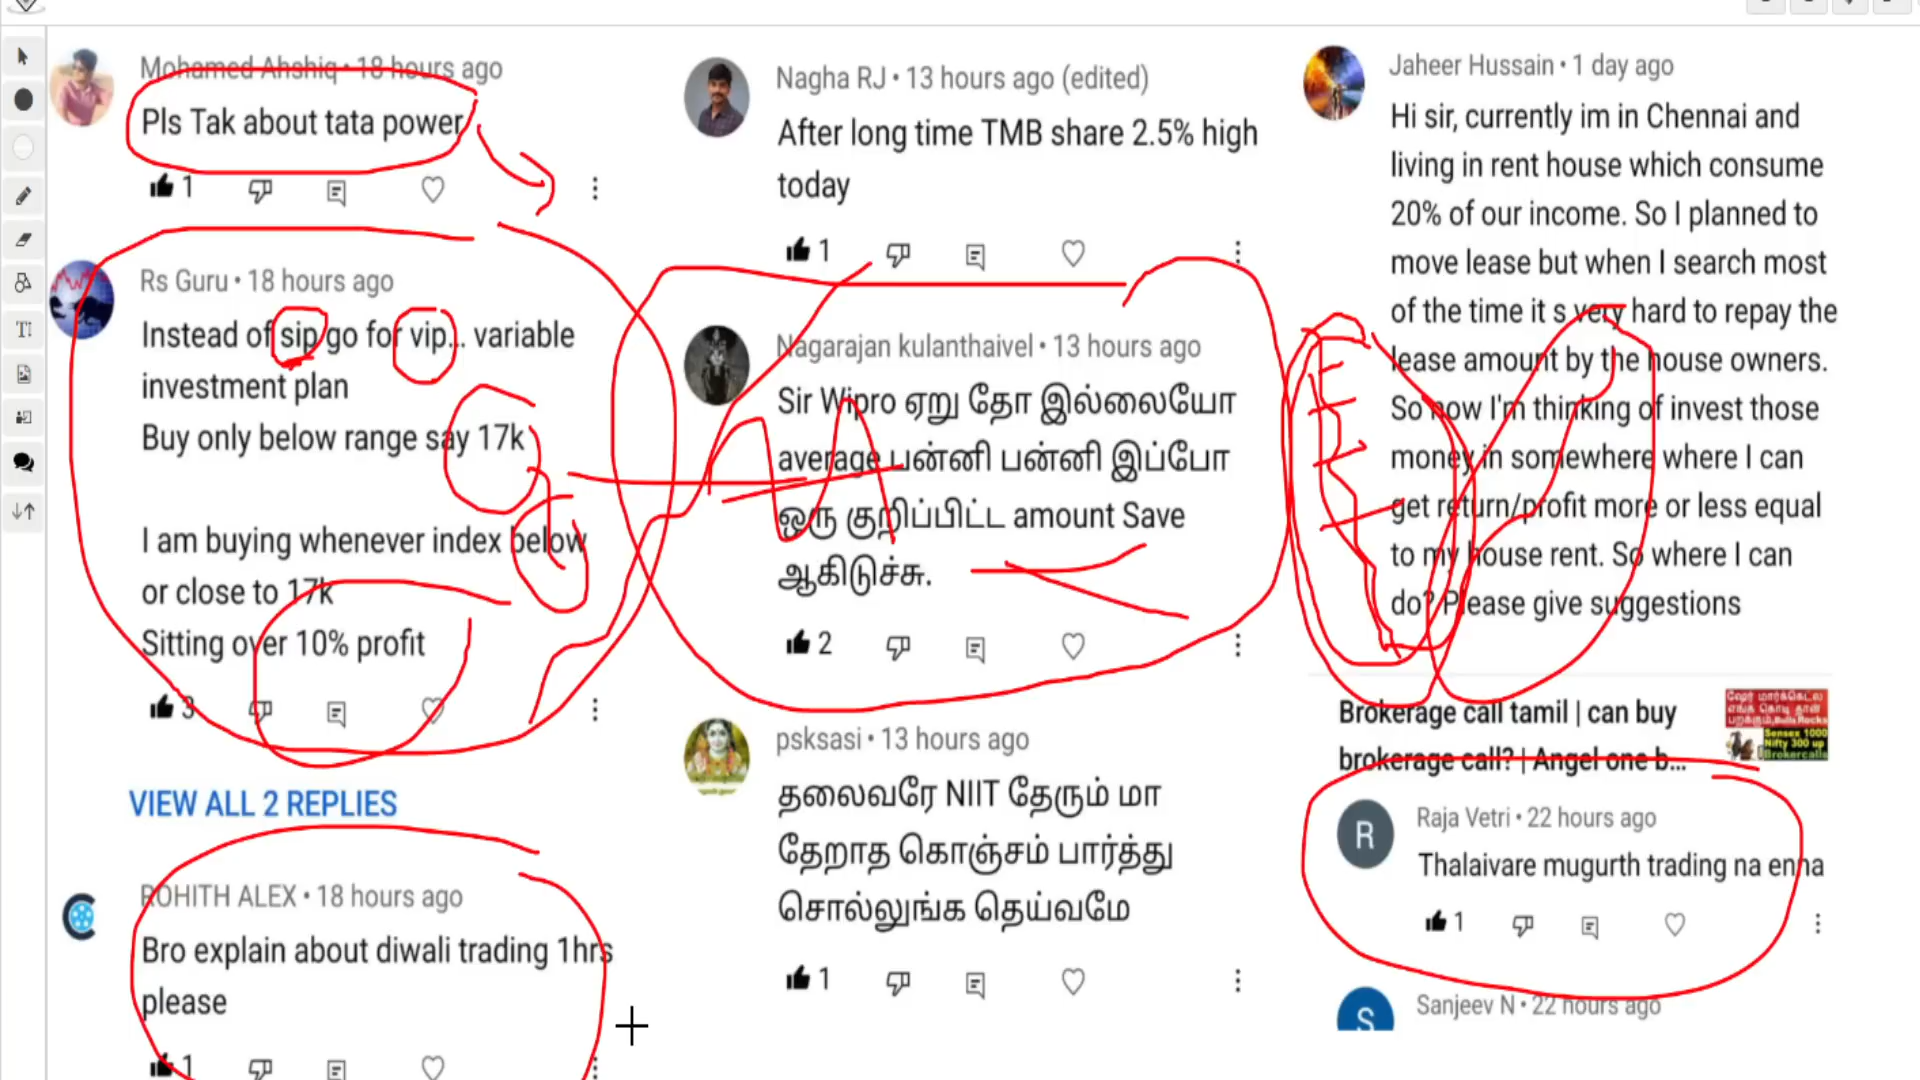 Mohamed Ahshiq • 18 hours ago
Pls Tak about tata power
1
Rs Guru • 18 hours ago
Instead of sip go for vip... variable
investment plan
Buy only below range say 17k
I am buying whenever index below
or close to 17k
Sitting over 10% profit
3
VIEW ALL 2 REPLIES
ROHITH ALEX • 18 hours ago
Bro explain about diwali trading 1hrs
please
1
Nagha RJ • 13 hours ago (edited)
After long time TMB share 2.5% high
today
1
Nagarajan kulanthaivel • 13 hours ago
Sir Wipro ஏறு தோ இல்லையோ
average பன்னி பன்னி இப்போ
ஒரு குறிப்பிட்ட amount Save
ஆகிடுச்சு.
2
psksasi • 13 hours ago
தலைவரே NIIT தேரும் மா
தேறாத கொஞ்சம் பார்த்து
சொல்லுங்க தெய்வமே
1
Jaheer Hussain • 1 day ago
Hi sir, currently im in Chennai and
living in rent house which consume
20% of our income. So I planned to
move lease but when I search most
of the time it s very hard to repay the
lease amount by the house owners.
So now I'm thinking of invest those
money in somewhere where I can
get return/profit more or less equal
to my house rent. So where I can
do? Please give suggestions
Brokerage call tamil | can buy
brokerage call? | Angel one b...
Sensex 1000
Nifty 300 up
R
Raja Vetri • 22 hours ago
Thalaivare mugurth trading na enna
1
S
Sanjeev N • 22 hours ago